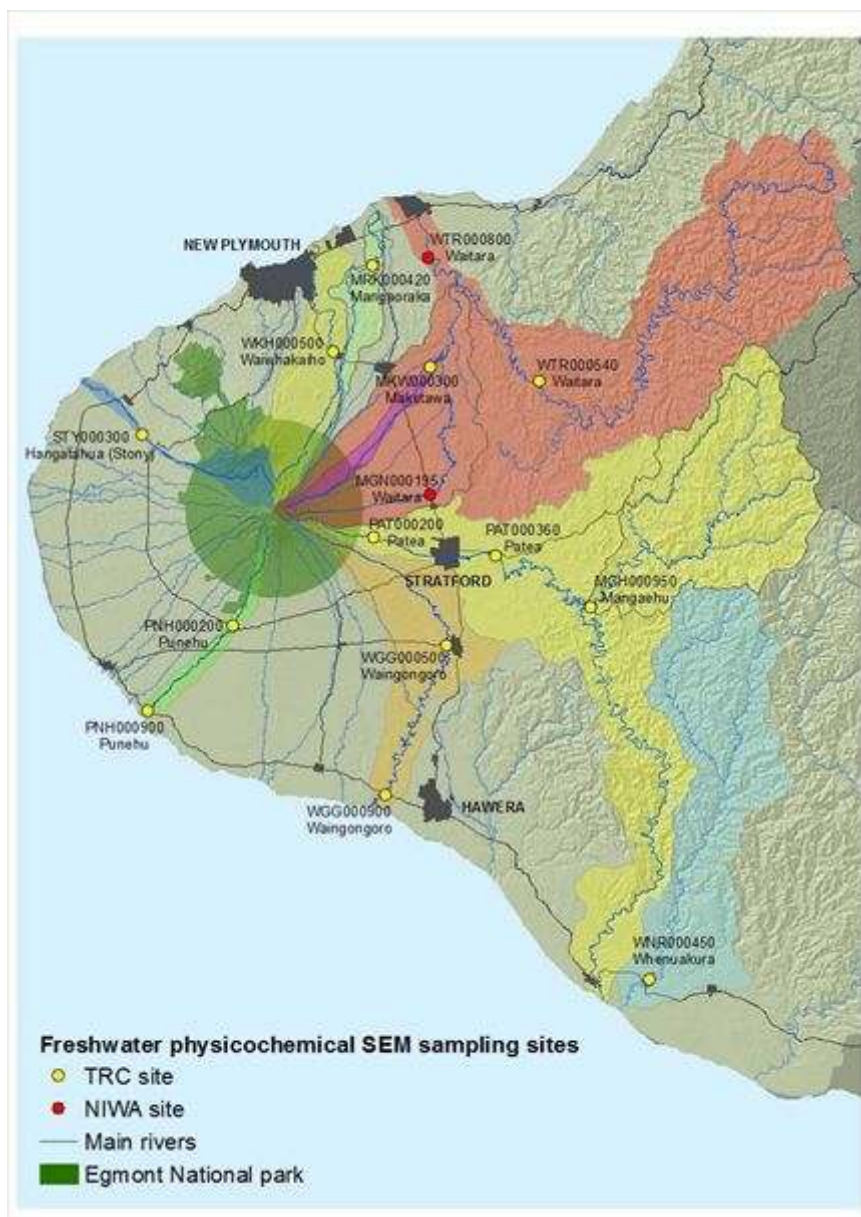 NEW PLYMOUTH
WTR000800
Waitara
MRK000420
Mangaoraka
WKH000500
Waiwhakaiho
MKW000300
Maketawa
WTR000540
Waitara
STY000300
Hangatahua (Stony)
MGN000195
Waitara
PAT000200
Patea
PAT000360
Patea
STRATFORD
MGH000950
Mangaehu
PNH000200
Punehu
WGG000500
Waingongoro
PNH000900
Punehu
WGG000900
Waingongoro
HAWERA
WNR000450
Whenuakura
Freshwater physicochemical SEM sampling sites
TRC site
NIWA site
Main rivers
Egmont National park